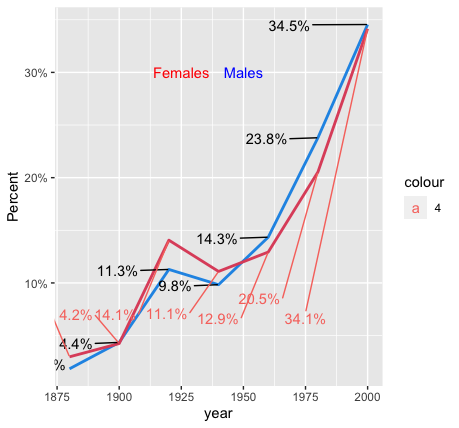 34.5%
30%
Females Males
23.8%
20%
colour
a 4
Percent
14.3%
11.3%
9.8%
10%
20.5%
4.2% 14.1% 11.1% 12.9% 34.1%
4.4%
%
1875 1900 1925 1950 1975 2000
year